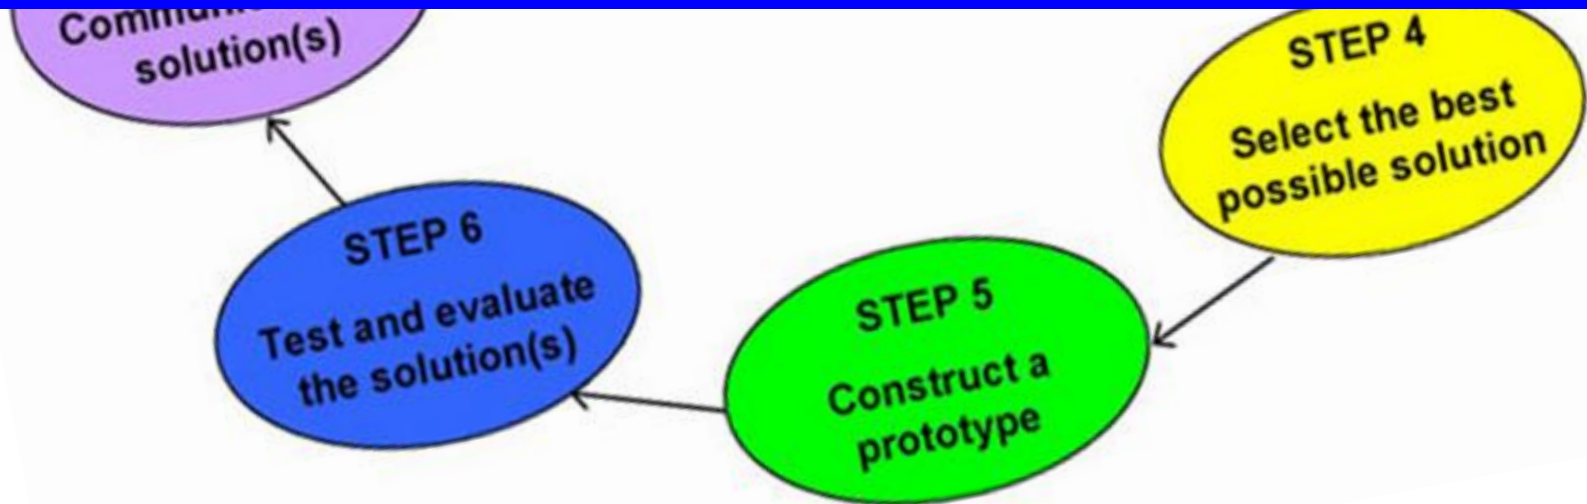 solution(s)
STEP 4
Select the best
possible solution
STEP 6
Test and evaluate
the solution(s)
STEP 5
Construct a
prototype